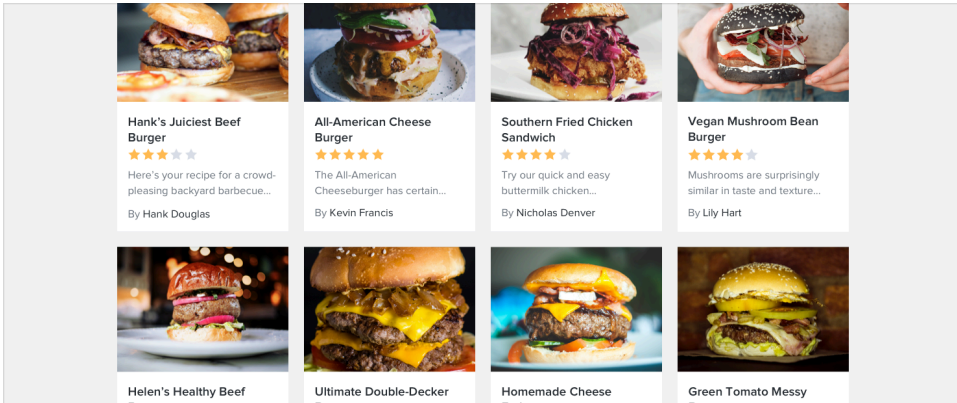 Hank's Juiciest Beef
Burger
Here's your recipe for a crowd-
pleasing backyard barbecue...
By Hank Douglas
All-American Cheese
Burger
The All-American
Cheeseburger has certain...
By Kevin Francis
Southern Fried Chicken
Sandwich
Try our quick and easy
buttermilk chicken...
By Nicholas Denver
Vegan Mushroom Bean
Burger
Mushrooms are surprisingly
similar in taste and texture...
By Lily Hart
Helen's Healthy Beef
Ultimate Double-Decker
Homemade Cheese
Green Tomato Messy